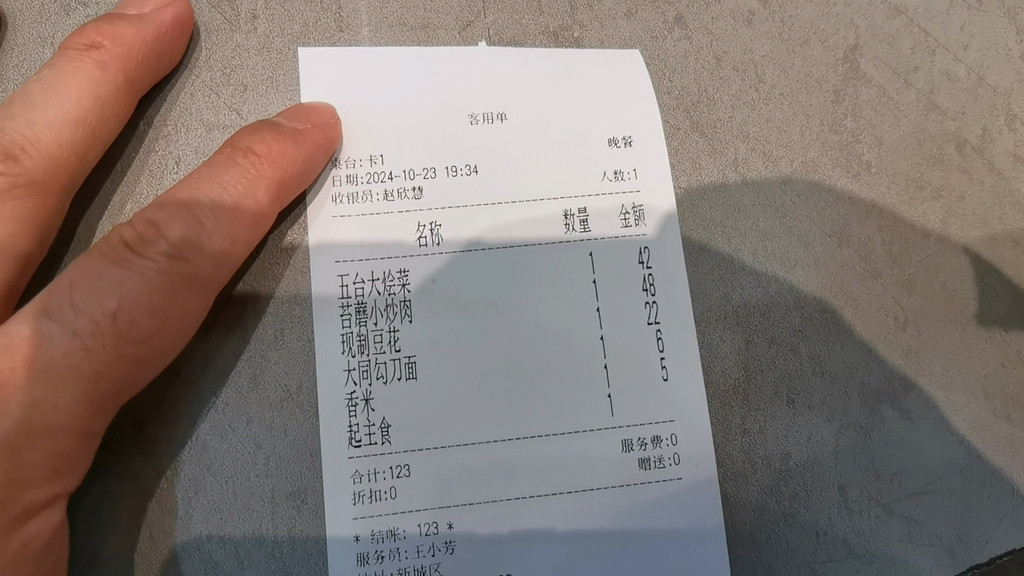 客用单
晚餐
台:卡1
日期:2024-10-23 19:34
人数:1
收银员:赵欣慧
名称 数量 金额
五台大烩菜 1 42
苔蘑小炒肉 1 48
现制豆花 1 22
大同勾刀面 1 6
香米 1 5
起主食 1
服务费:0
合计:123
赠送:0
折扣:0
* 结帐: 123 *
服务员:王小芳
新城区